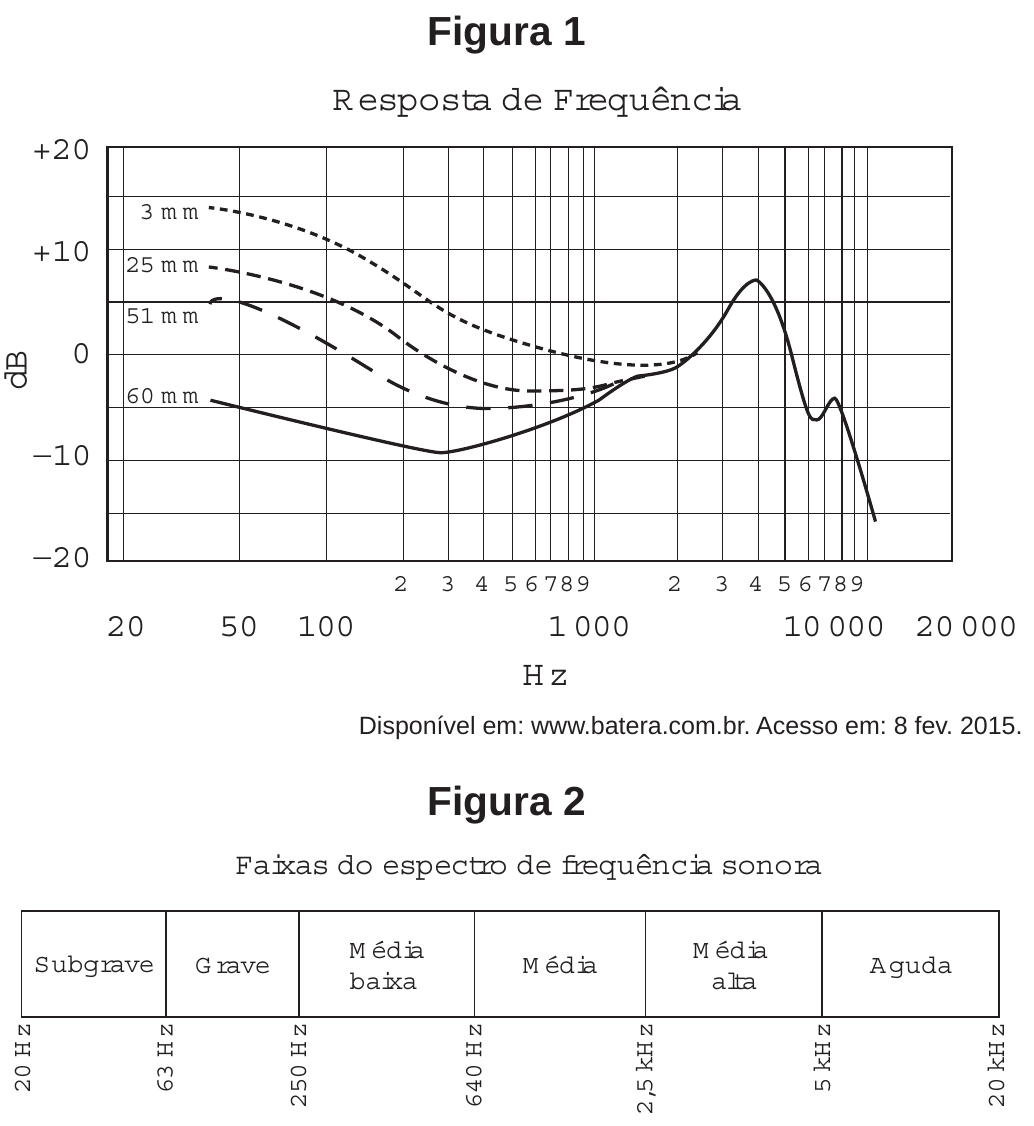 Figura 1
Resposta de Frequência
+20
3 mm
+10
25 mm
51 mm
0
dB
60 mm
−10
−20
2 3 4 5 6 7 8 9 2 3 4 5 6 7 8 9
20 50 100 1 000 10 000 20 000
Hz
Disponível em: www.batera.com.br. Acesso em: 8 fev. 2015.
Figura 2
Faixas do espectro de frequência sonora
Subgrave Grave Média baixa Média Média alta Aguda
20 Hz 63 Hz 250 Hz 640 Hz 2,5 kHz 5 kHz 20 kHz